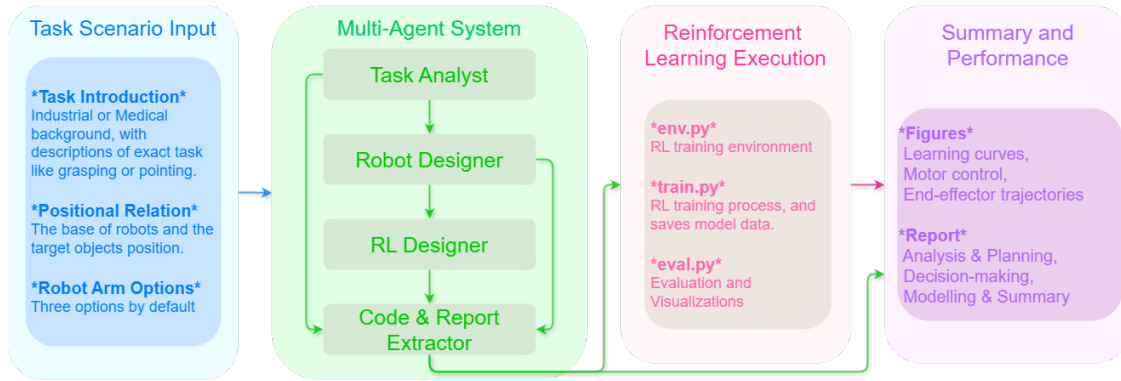 Task Scenario Input
*Task Introduction*
Industrial or Medical
background, with
descriptions of exact task
like grasping or pointing.
*Positional Relation*
The base of robots and the
target objects position.
*Robot Arm Options*
Three options by default
Multi-Agent System
Task Analyst
Robot Designer
RL Designer
Code & Report
Extractor
Reinforcement
Learning Execution
*env.py*
RL training environment
*train.py*
RL training process, and
saves model data.
*eval.py*
Evaluation and
Visualizations
Summary and
Performance
*Figures*
Learning curves,
Motor control,
End-effector trajectories
*Report*
Analysis & Planning,
Decision-making,
Modelling & Summary